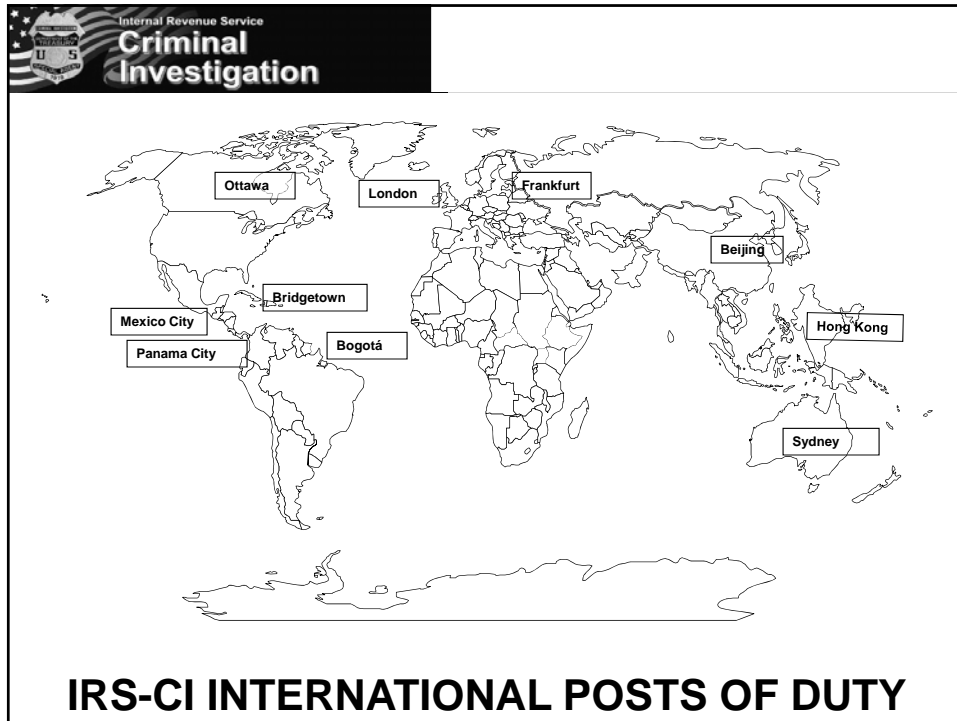 Internal Revenue Service
Criminal
Investigation
U S
Ottawa
London
Frankfurt
Beijing
Bridgetown
Mexico City
Hong Kong
Panama City
Bogotá
Sydney
IRS-CI INTERNATIONAL POSTS OF DUTY